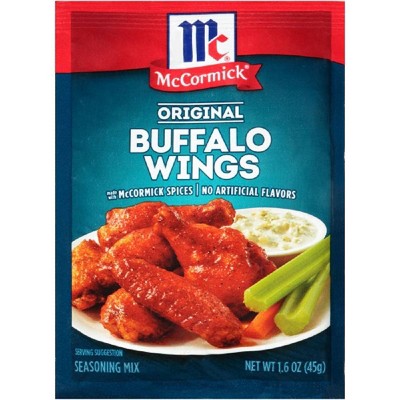 Mc
McCormick®
ORIGINAL
BUFFALO
WINGS
MADE WITH McCORMICK SPICES | NO ARTIFICIAL FLAVORS
SERVING SUGGESTION
SEASONING MIX
NET WT 1.6 OZ (45g)